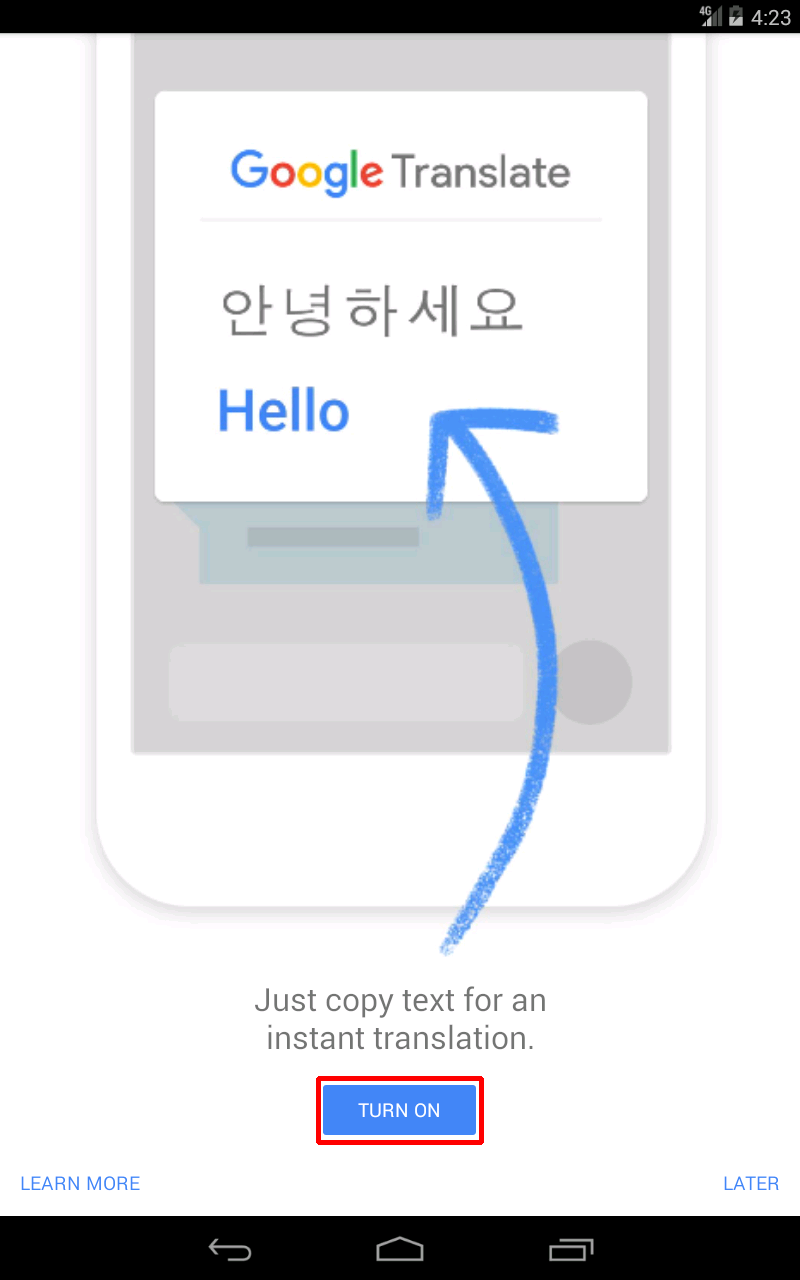 4G 4:23
Google Translate
안녕하세요
Hello
Just copy text for an
instant translation.
TURN ON
LEARN MORE
LATER